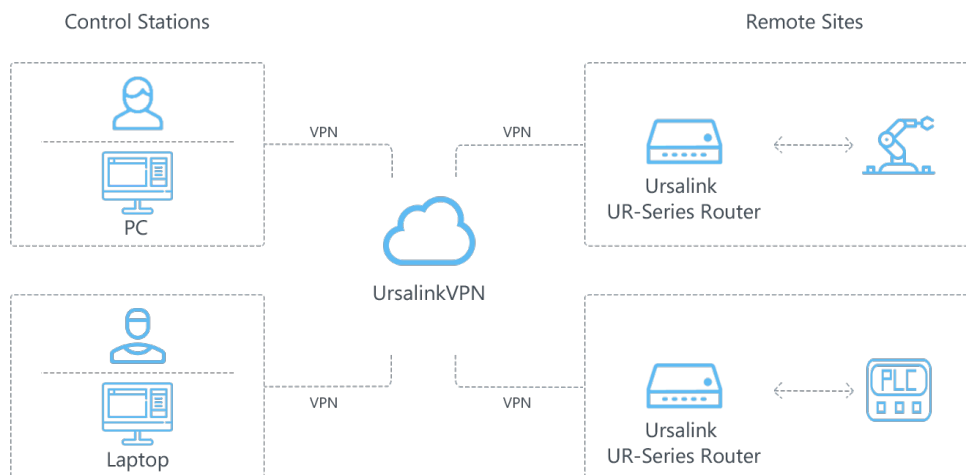 Control Stations
Remote Sites
VPN
VPN
PC
Ursalink
UR-Series Router
UrsalinkVPN
VPN
VPN
Laptop
Ursalink
UR-Series Router
PLC